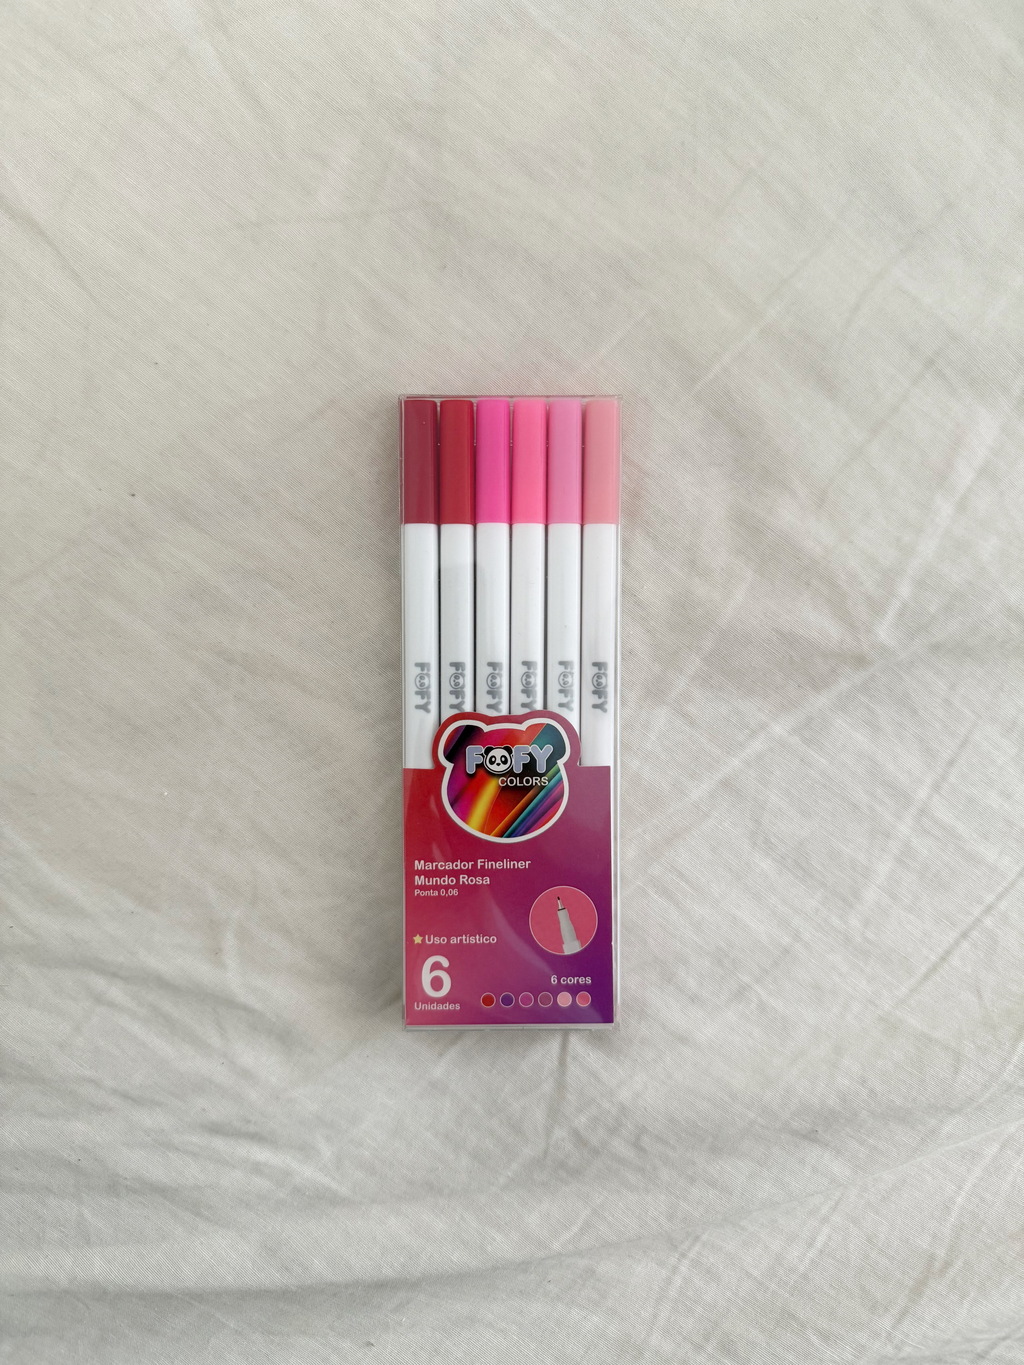 FOFY
FOFY
FOFY
FOFY
FOFY
FOFY
FOFY
COLORS
Marcador Fineliner
Mundo Rosa
Ponta 0,06
Uso artístico
6
Unidades
6 cores